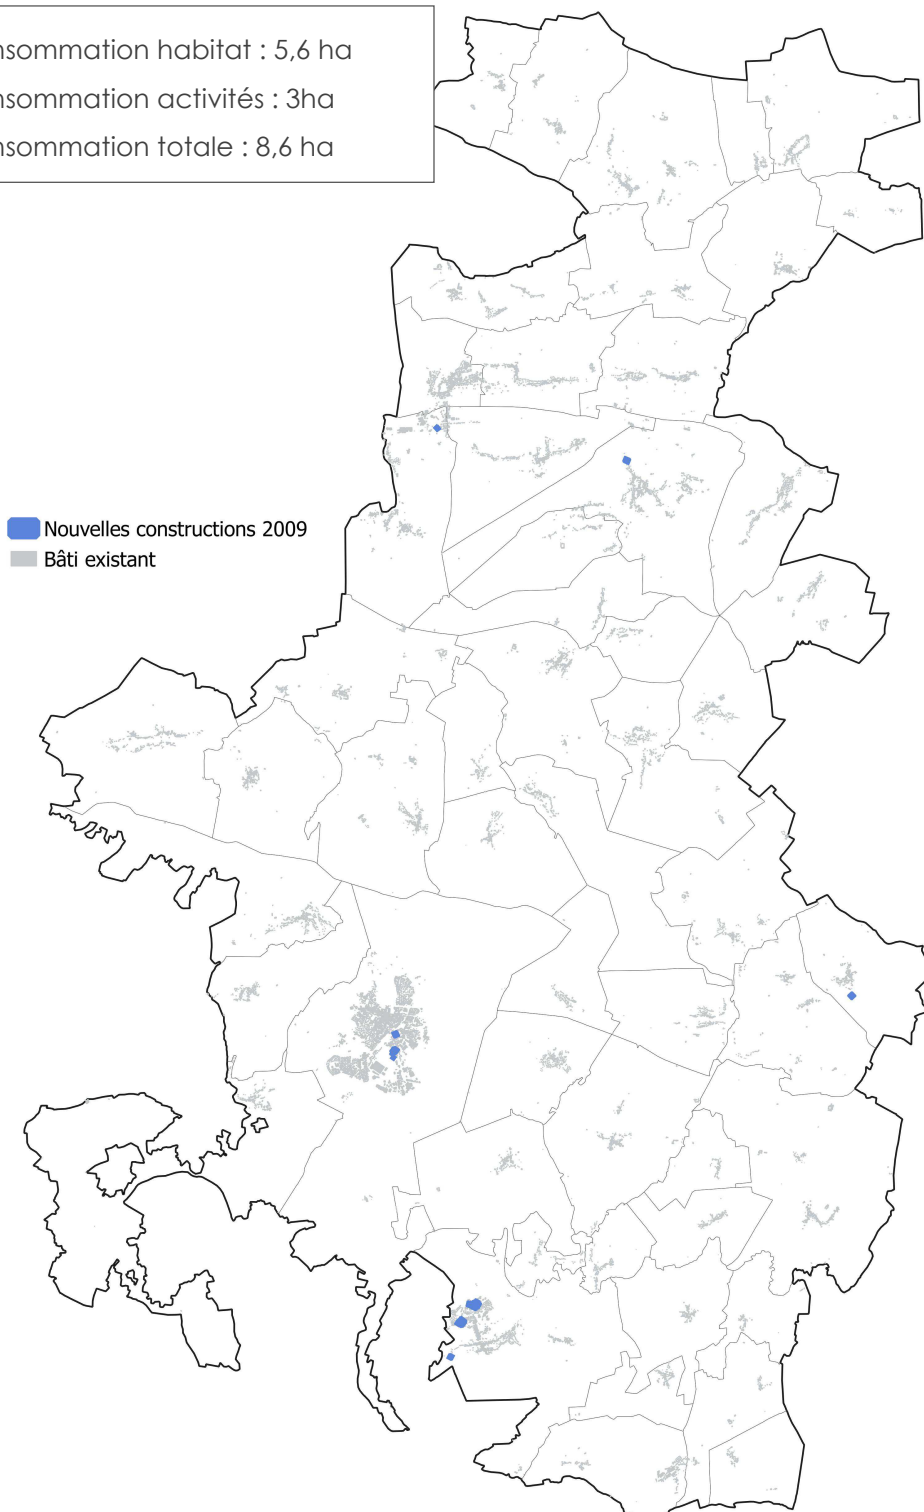 nsommation habitat : 5,6 ha
nsommation activités : 3ha
nsommation totale : 8,6 ha
Nouvelles constructions 2009
Bâti existant